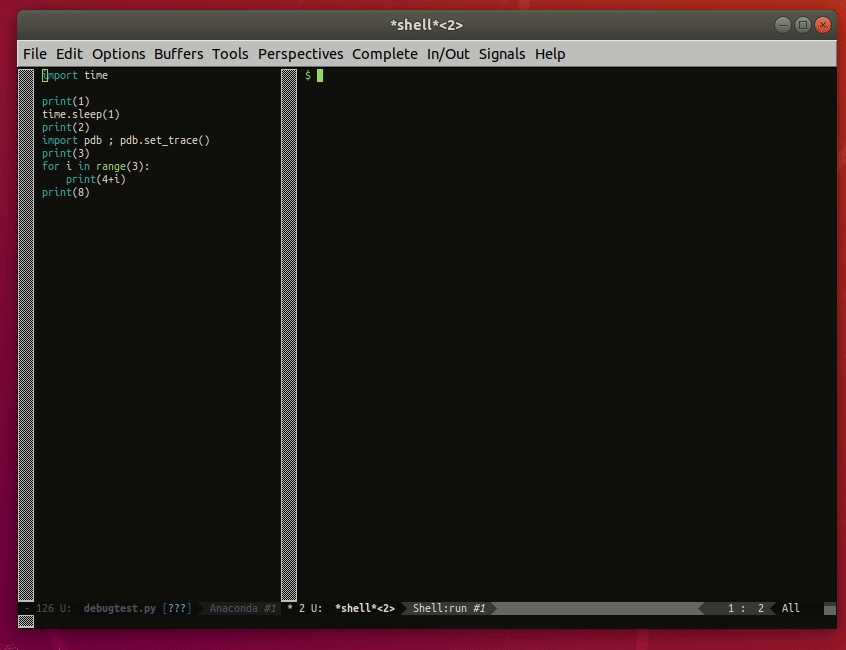 *shell*<2>
File Edit Options Buffers Tools Perspectives Complete In/Out Signals Help
import time
print(1)
time.sleep(1)
print(2)
import pdb ; pdb.set_trace()
print(3)
for i in range(3):
    print(4+i)
print(8)
$
- 126 U: debugtest.py [???] Anaconda #1
* 2 U: *shell*<2> Shell:run #1 1 : 2 All